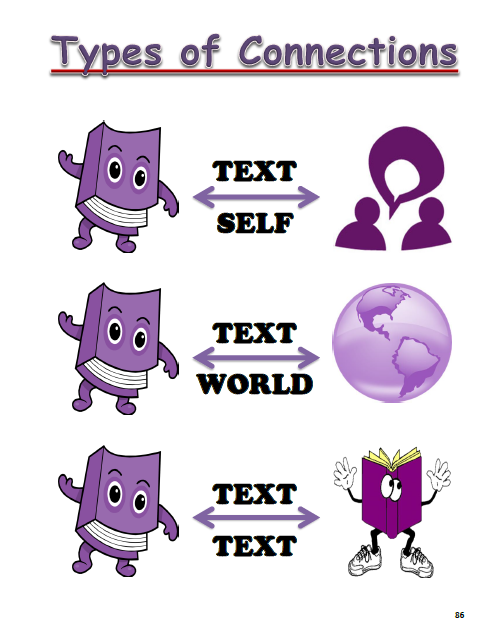 Types of Connections
TEXT
SELF
TEXT
WORLD
TEXT
TEXT
86